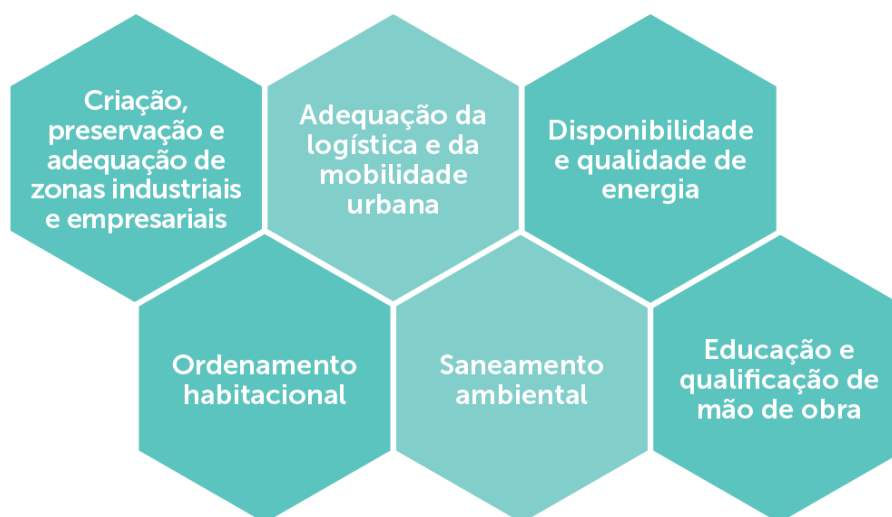 Criação,
preservação e
adequação de
zonas industriais
e empresariais
Adequação da
logística e da
mobilidade
urbana
Disponibilidade
e qualidade de
energia
Ordenamento
habitacional
Saneamento
ambiental
Educação e
qualificação de
mão de obra